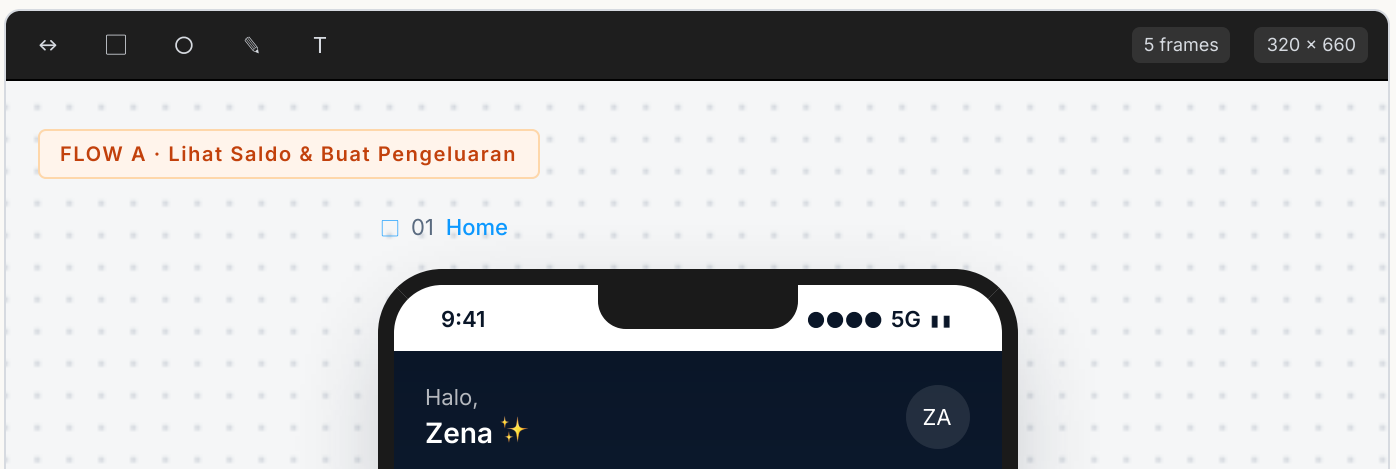 T
5 frames
320 × 660
FLOW A · Lihat Saldo & Buat Pengeluaran
01 Home
9:41
5G
Halo,
Zena ✨
ZA